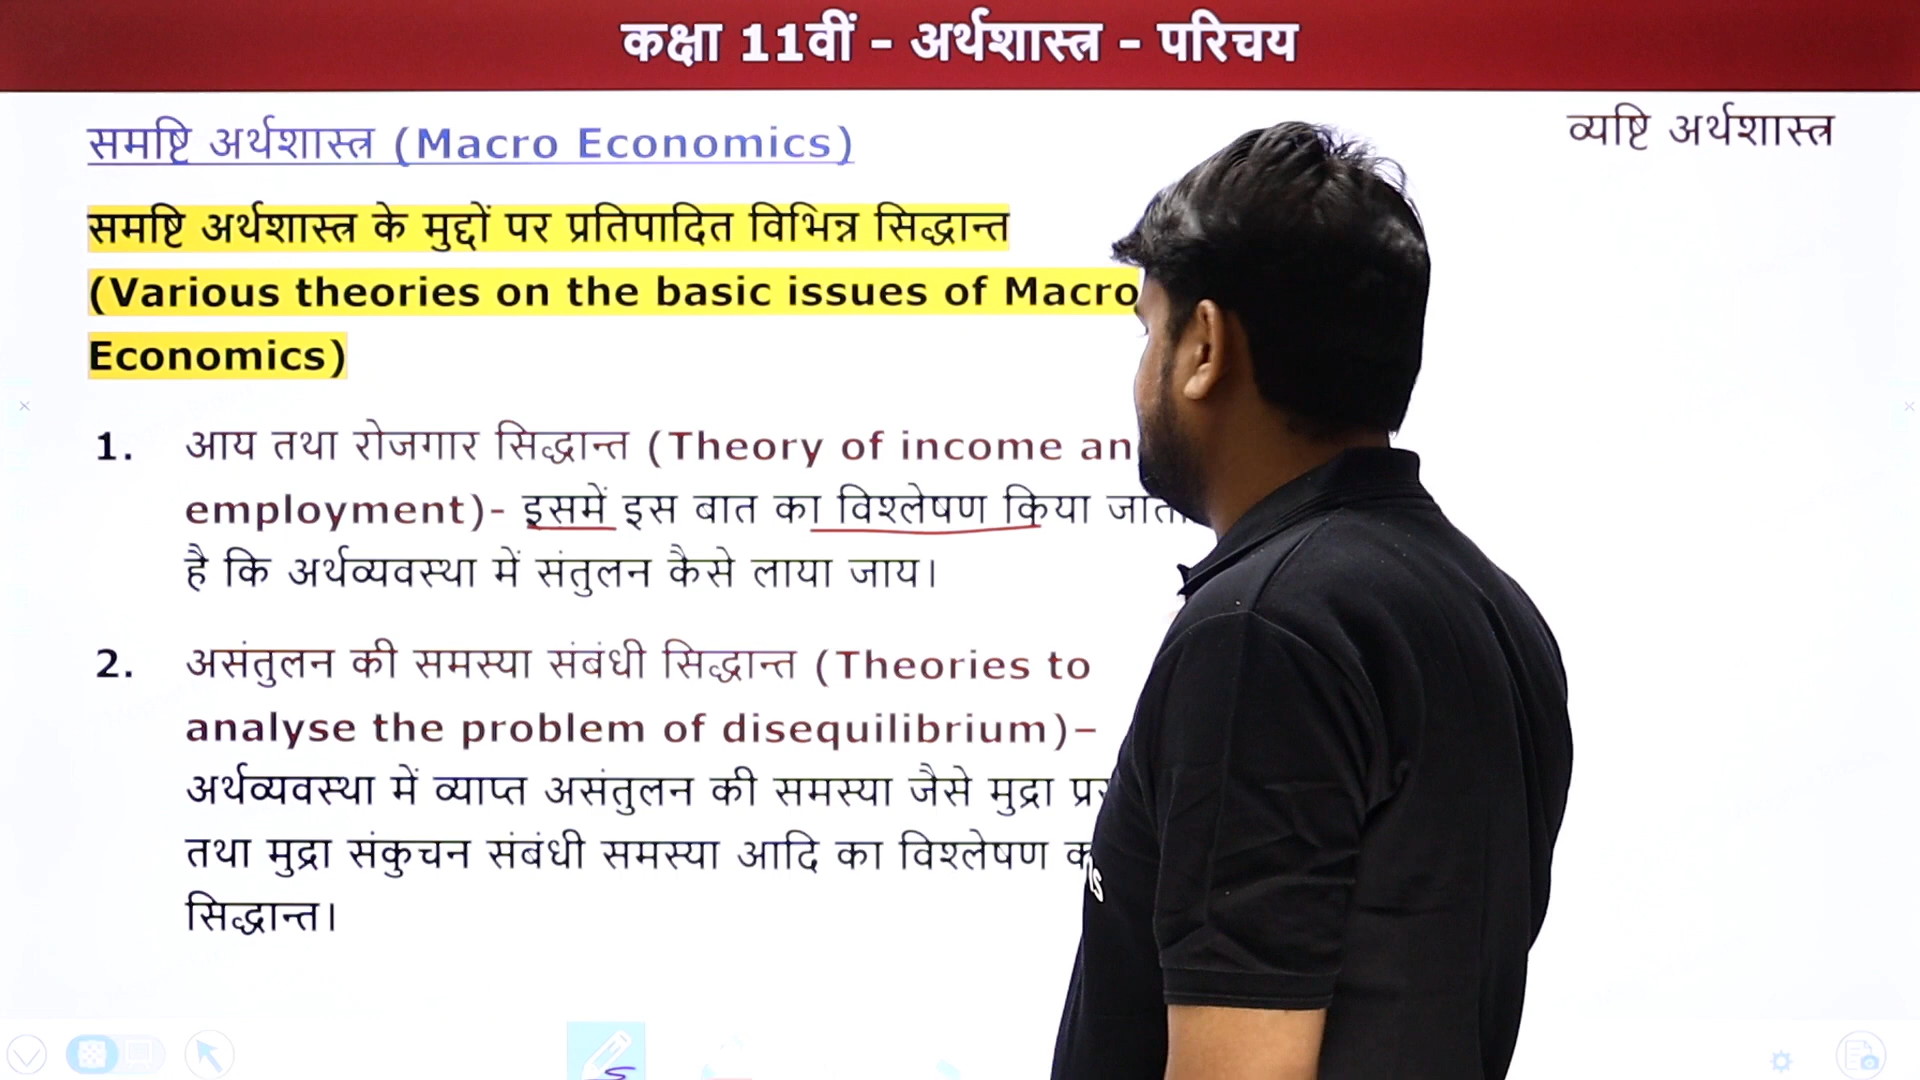 कक्षा 11वीं - अर्थशास्त्र - परिचय
समष्टि अर्थशास्त्र (Macro Economics)
व्यष्टि अर्थशास्त्र
समष्टि अर्थशास्त्र के मुद्दों पर प्रतिपादित विभिन्न सिद्धान्त
(Various theories on the basic issues of Macro
Economics)
1. आय तथा रोजगार सिद्धान्त (Theory of income
employment)- इसमें इस बात का विश्लेषण किया
है कि अर्थव्यवस्था में संतुलन कैसे लाया जाय।
2. असंतुलन की समस्या संबंधी सिद्धान्त (Theories to
analyse the problem of disequilibrium)–
अर्थव्यवस्था में व्याप्त असंतुलन की समस्या जैसे मुद्रा
तथा मुद्रा संकुचन संबंधी समस्या आदि का विश्लेषण
सिद्धान्त।